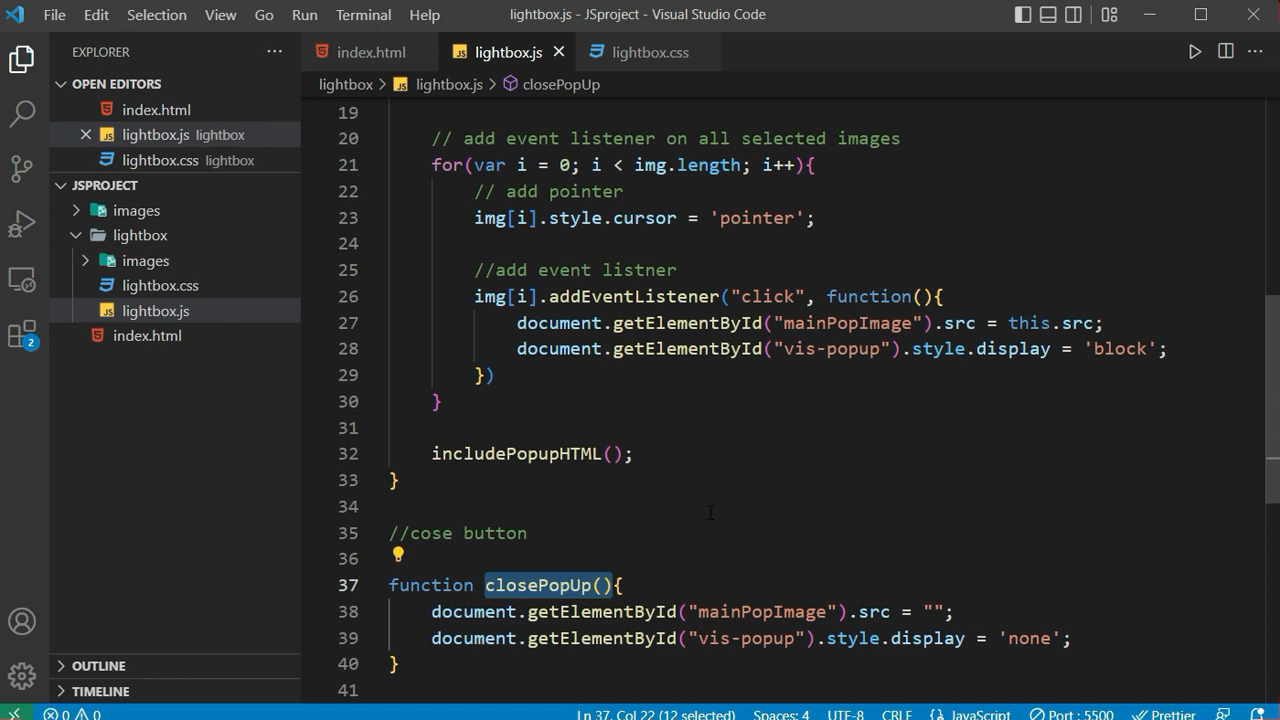 File Edit Selection View Go Run Terminal Help lightbox.js - JSproject - Visual Studio Code
EXPLORER
OPEN EDITORS
index.html
lightbox.js lightbox
lightbox.css lightbox
JSPROJECT
images
lightbox
images
lightbox.css
lightbox.js
index.html
OUTLINE
TIMELINE
2
index.html lightbox.js lightbox.css
lightbox > lightbox.js > closePopUp
19
20 // add event listener on all selected images
21 for(var i = 0; i < img.length; i++){
22 // add pointer
23 img[i].style.cursor = 'pointer';
24
25 //add event listner
26 img[i].addEventListener("click", function(){
27 document.getElementById("mainPopImage").src = this.src;
28 document.getElementById("vis-popup").style.display = 'block';
29 })
30 }
31
32 includePopupHTML();
33 }
34
35 //cose button
36
37 function closePopUp(){
38 document.getElementById("mainPopImage").src = "";
39 document.getElementById("vis-popup").style.display = 'none';
40 }
41
0 0 Ln 37, Col 22 (12 selected) Spaces: 4 UTF-8 CRLF JavaScript Port : 5500 Prettier